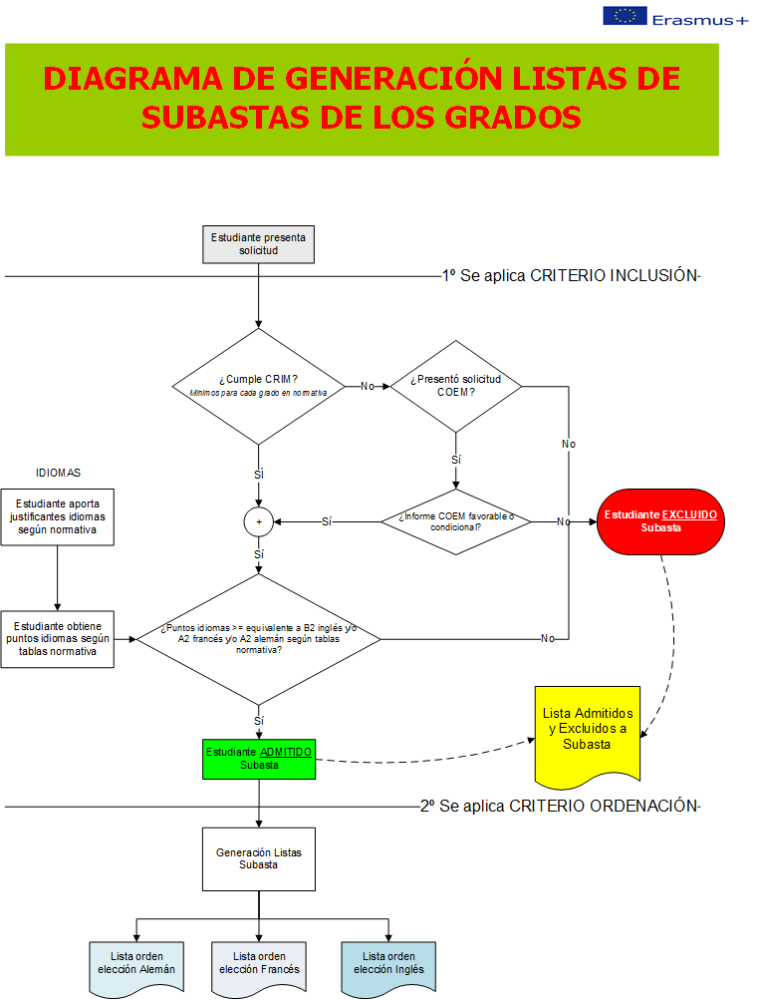 Erasmus+
DIAGRAMA DE GENERACIÓN LISTAS DE
SUBASTAS DE LOS GRADOS
Estudiante presenta
solicitud
1º Se aplica CRITERIO INCLUSIÓN
¿Cumple CRIM?
Mínimos para cada grado en normativa
No
¿Presentó solicitud
COEM?
No
Sí
Sí
IDIOMAS
Estudiante aporta
justificantes idiomas
según normativa
+
Sí
¿Informe COEM favorable o
condicional?
No
Estudiante EXCLUIDO
Subasta
Sí
Estudiante obtiene
puntos idiomas según
tablas normativa
¿Puntos idiomas >= equivalente a B2 inglés y/o
A2 francés y/o A2 alemán según tablas
normativa?
No
Sí
Lista Admitidos
y Excluidos a
Subasta
Estudiante ADMITIDO
Subasta
2º Se aplica CRITERIO ORDENACIÓN
Generación Listas
Subasta
Lista orden
elección Alemán
Lista orden
elección Francés
Lista orden
elección Inglés